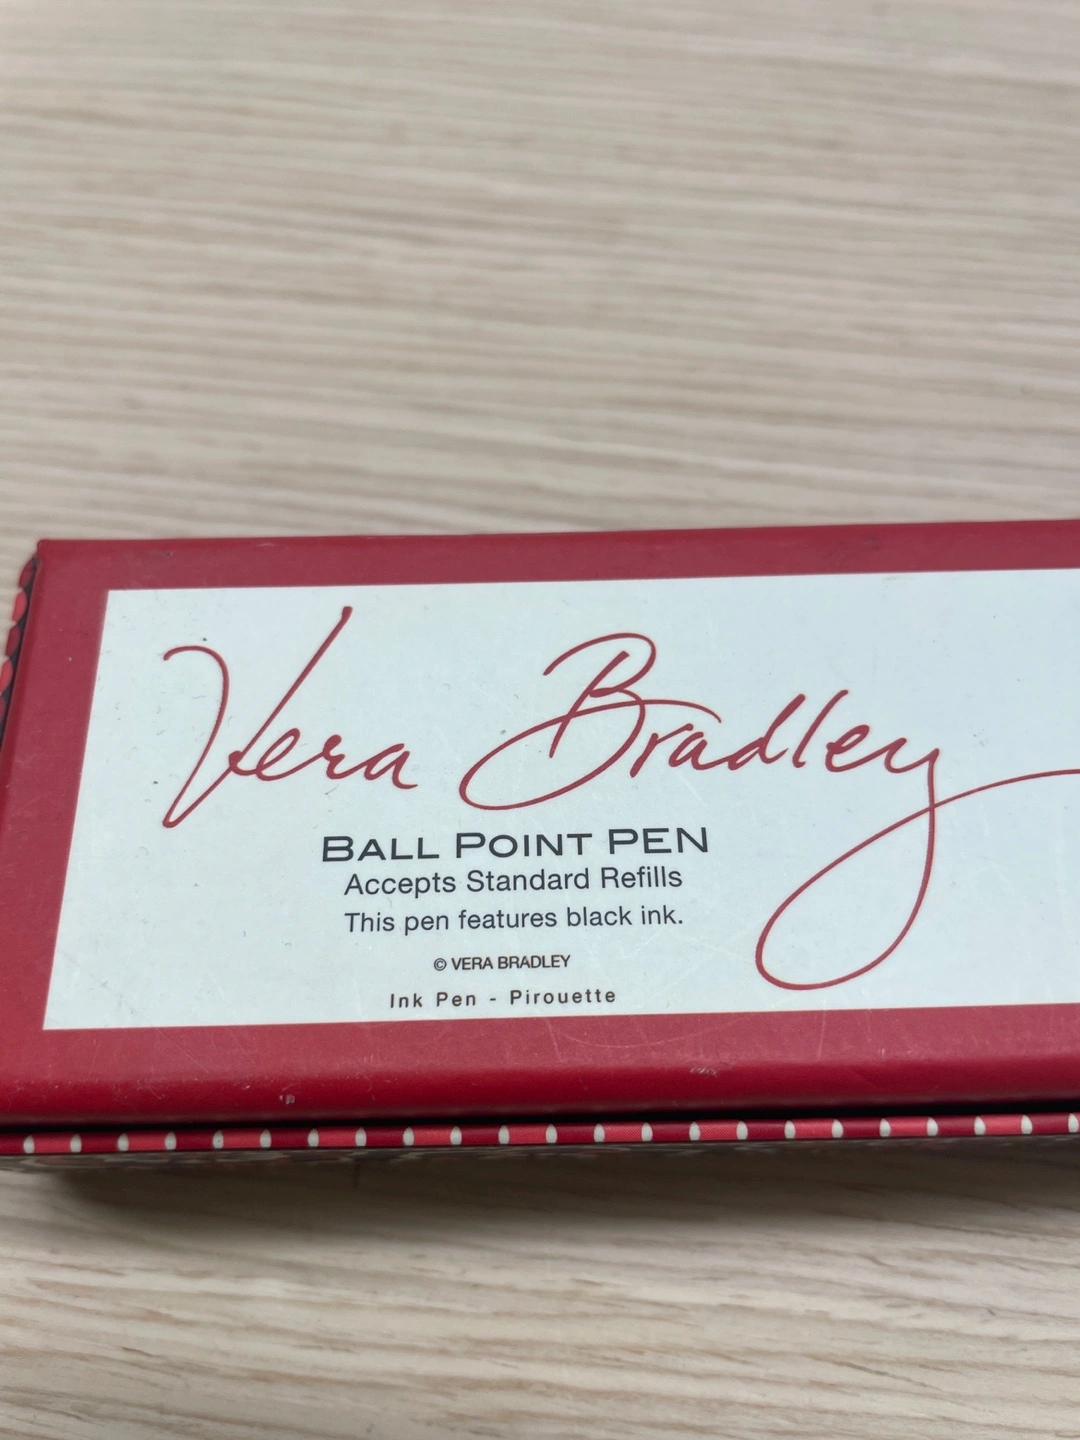 Vera Bradley
BALL POINT PEN
Accepts Standard Refills
This pen features black ink.
© VERA BRADLEY
Ink Pen - Pirouette